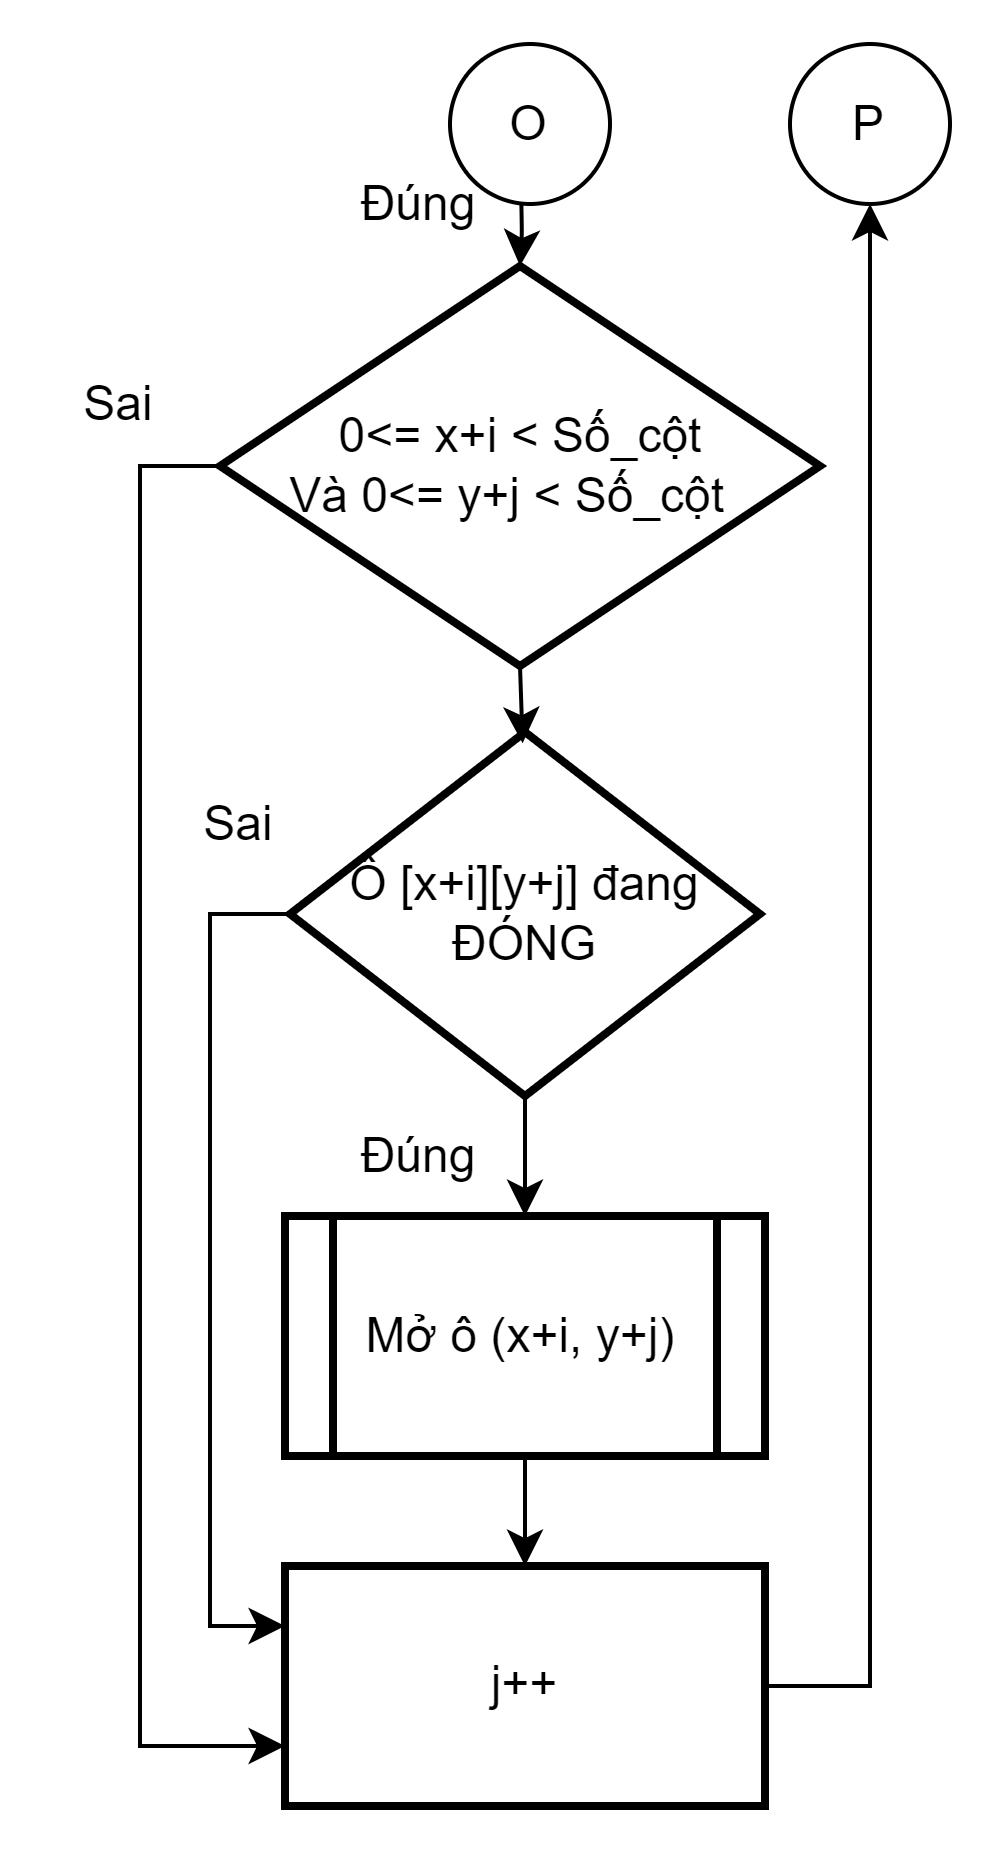 O
P
Đúng
Sai
0<= x+i < Số_cột
Và 0<= y+j < Số_cột
Sai
Ô [x+i][y+j] đang
ĐÓNG
Đúng
Mở ô (x+i, y+j)
j++